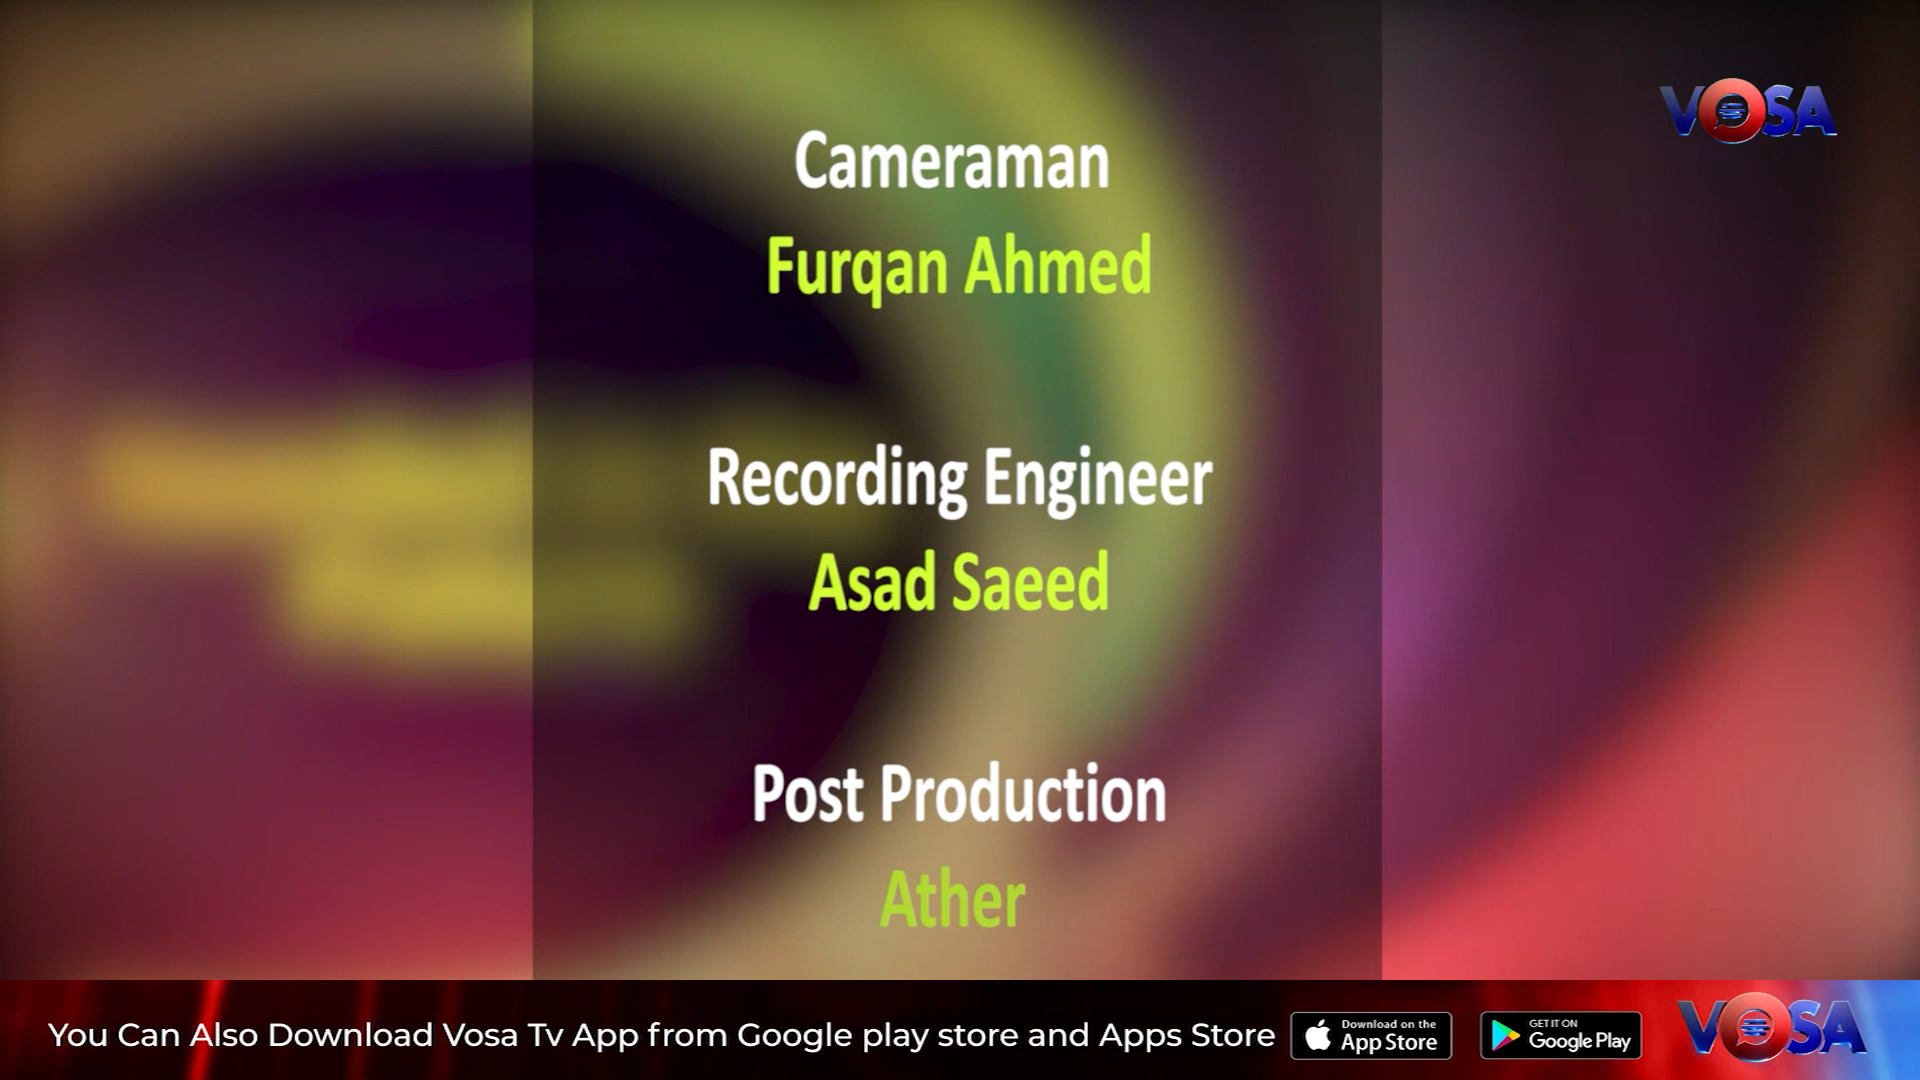 VOSA
Cameraman
Furqan Ahmed
Recording Engineer
Asad Saeed
Post Production
Ather
You Can Also Download Vosa Tv App from Google play store and Apps Store
Download on the
App Store
GET IT ON
Google Play
VOSA